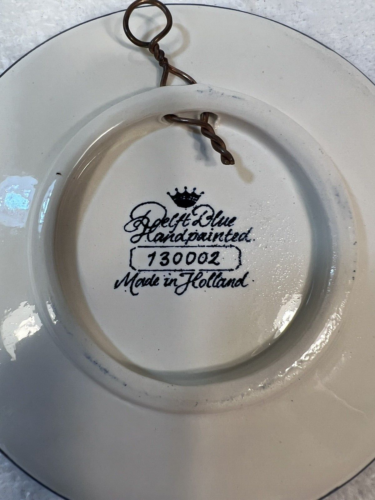 Delft Blue
Handpainted.
130002
Made in Holland.